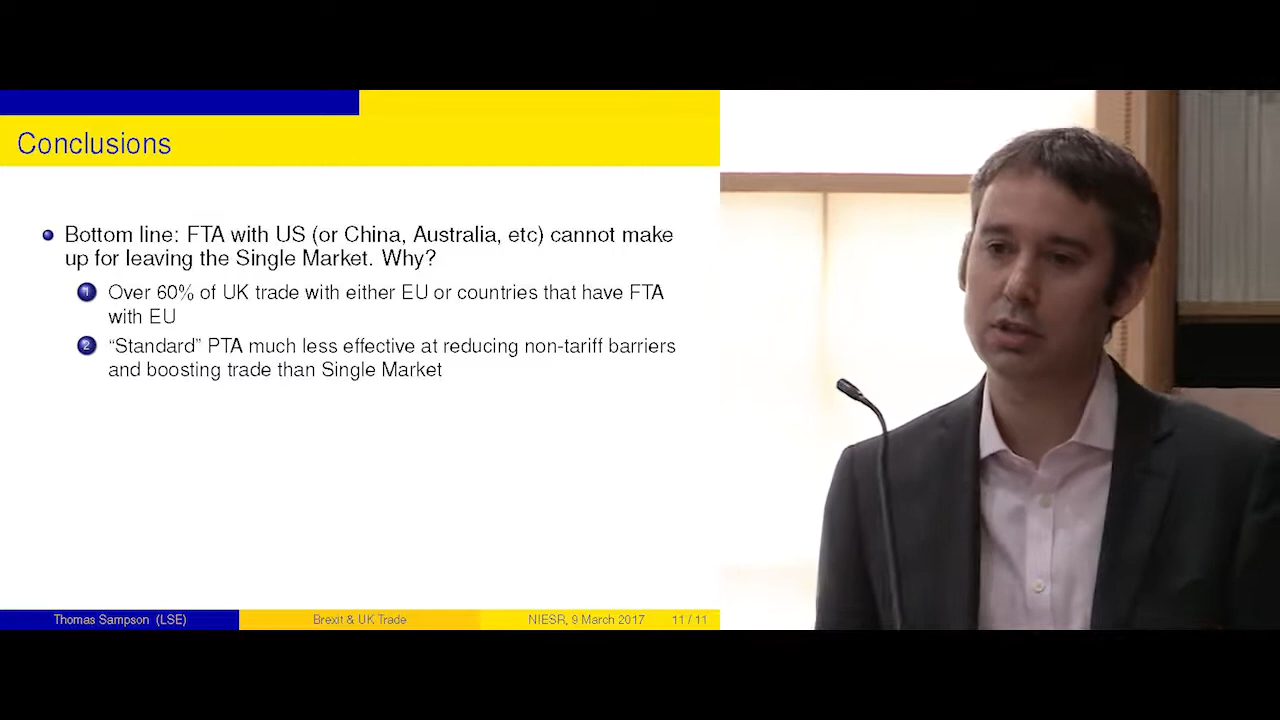 Conclusions
Bottom line: FTA with US (or China, Australia, etc) cannot make
up for leaving the Single Market. Why?
1 Over 60% of UK trade with either EU or countries that have FTA
with EU
2 “Standard” PTA much less effective at reducing non-tariff barriers
and boosting trade than Single Market
Thomas Sampson (LSE) Brexit & UK Trade NIESR, 9 March 2017 11 / 11